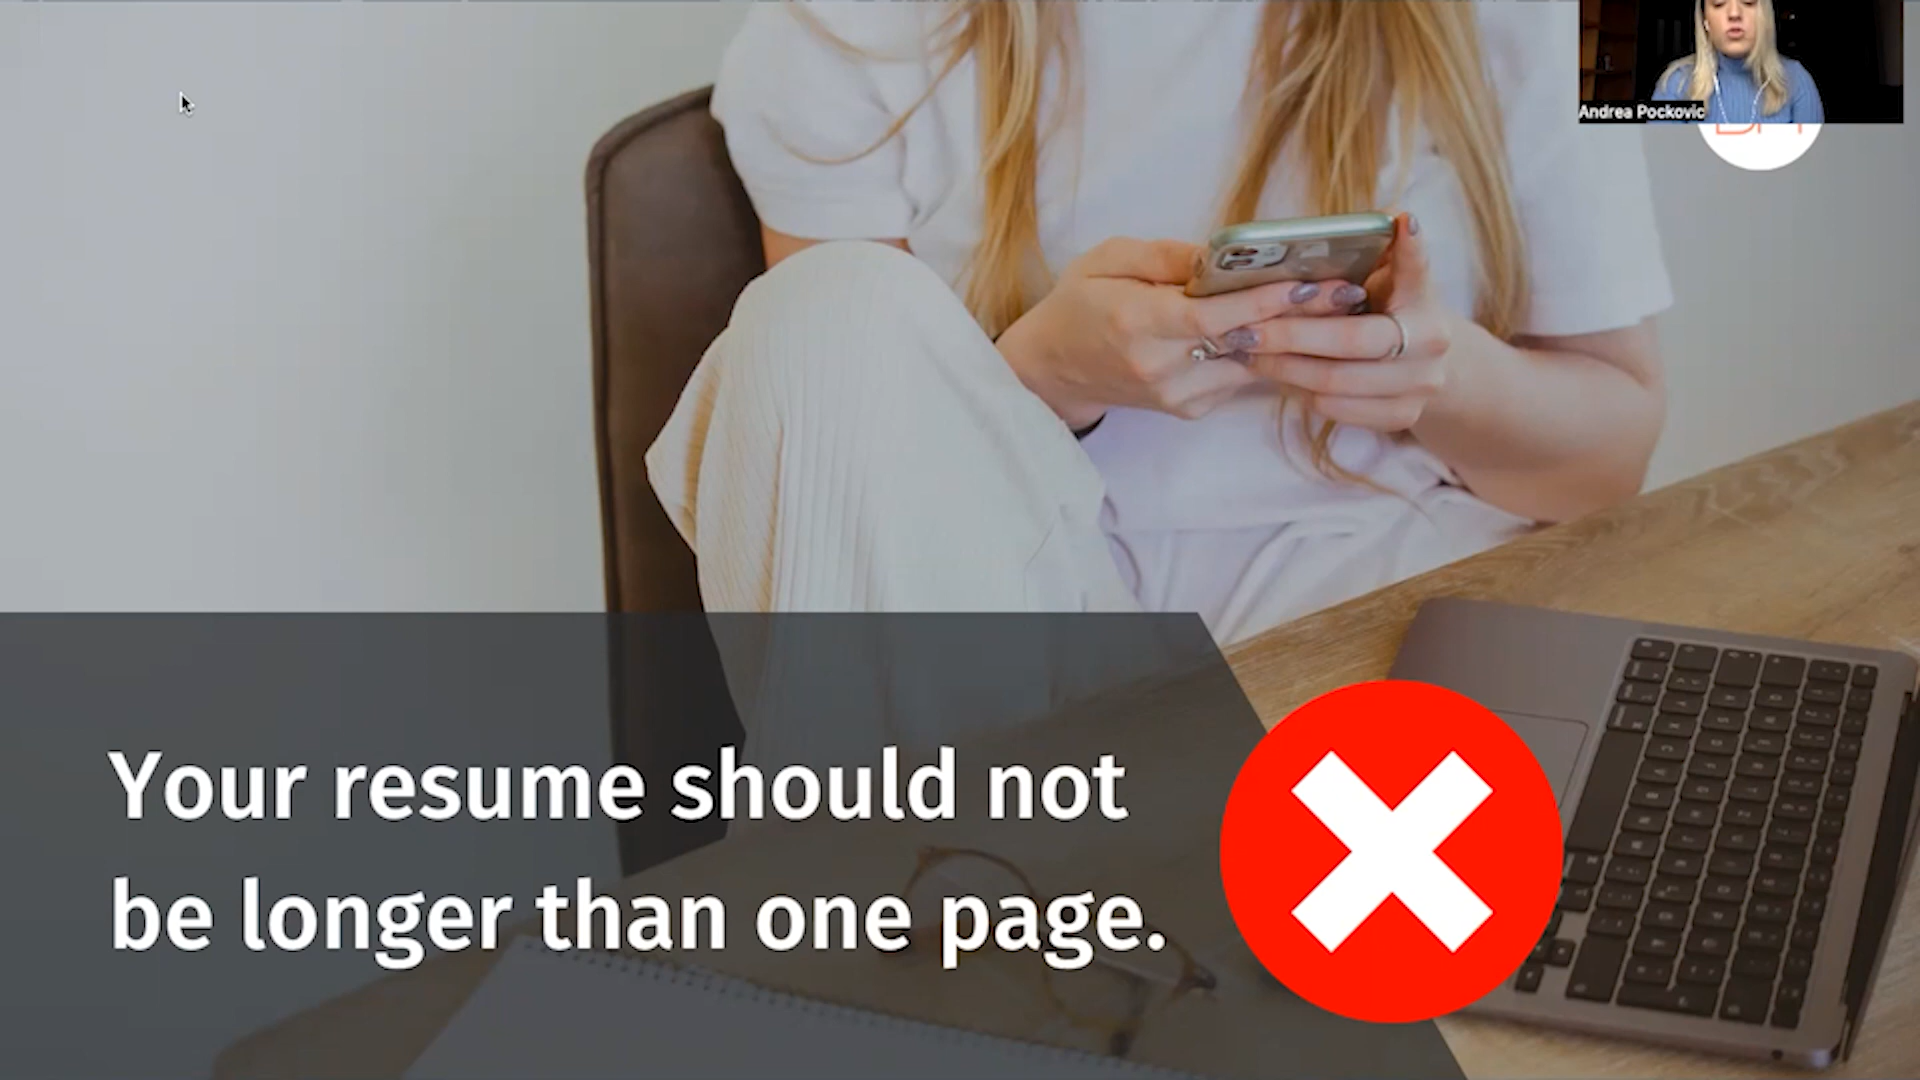 Andrea Pockovic
Your resume should not
be longer than one page.